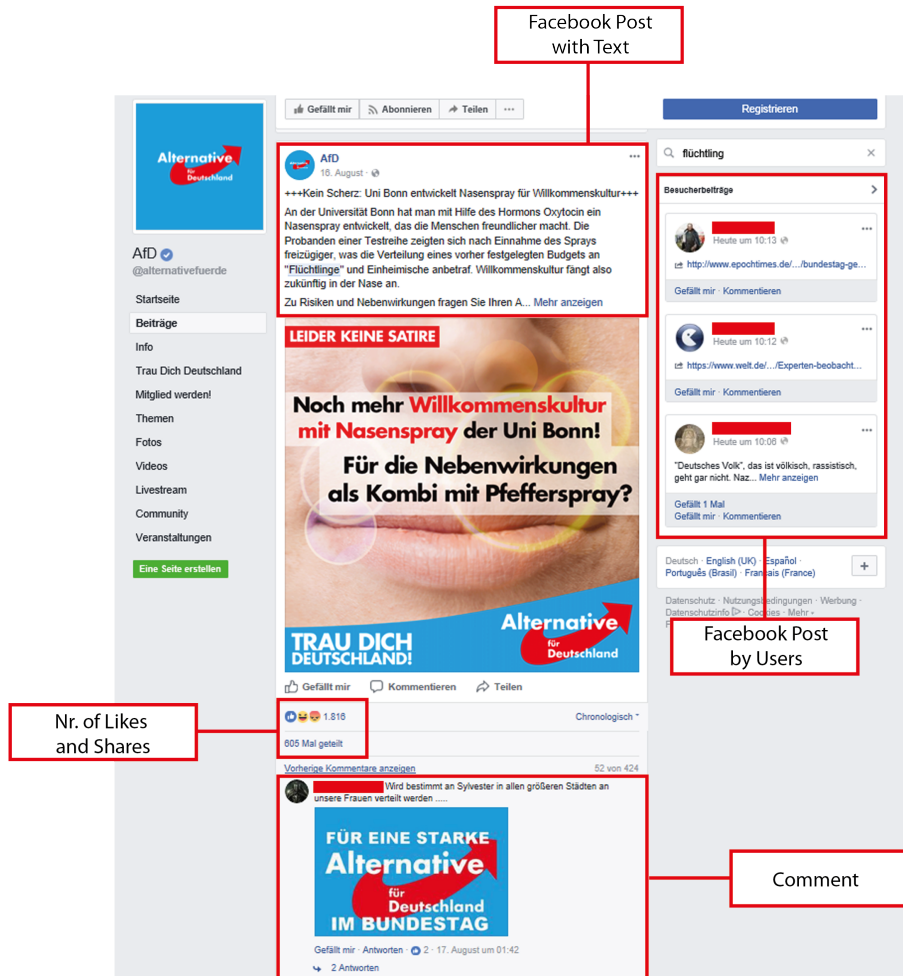 Facebook Post
with Text
Gefällt mir
Abonnieren
Teilen
Registrieren
Alternative
für
Deutschland
AfD
@alternativefuerde
Startseite
Beiträge
Info
Trau Dich Deutschland
Mitglied werden!
Themen
Fotos
Videos
Livestream
Community
Veranstaltungen
Eine Seite erstellen
AfD
16. August
+++Kein Scherz: Uni Bonn entwickelt Nasenspray für Willkommenskultur+++
An der Universität Bonn hat man mit Hilfe des Hormons Oxytocin ein
Nasenspray entwickelt, das die Menschen freundlicher macht. Die
Probanden einer Testreihe zeigten sich nach Einnahme des Sprays
freizügiger, was die Verteilung eines vorher festgelegten Budgets an
"Flüchtlinge" und Einheimische anbetraf. Willkommenskultur fängt also
zukünftig in der Nase an.
Zu Risiken und Nebenwirkungen fragen Sie Ihren A... Mehr anzeigen
LEIDER KEINE SATIRE
Noch mehr Willkommenskultur
mit Nasenspray der Uni Bonn!
Für die Nebenwirkungen
als Kombi mit Pfefferspray?
TRAU DICH
DEUTSCHLAND!
Alternative
für
Deutschland
Gefällt mir
Kommentieren
Teilen
Nr. of Likes
and Shares
1.816
Chronologisch
605 Mal geteilt
Vorherige Kommentare anzeigen
52 von 424
Wird bestimmt an Sylvester in allen größeren Städten an
unsere Frauen verteilt werden .....
FÜR EINE STARKE
Alternative
für
Deutschland
IM BUNDESTAG
Gefällt mir · Antworten · 2 · 17. August um 01:42
2 Antworten
Comment
flüchtling
Besucherbeiträge
Heute um 10:13
http://www.epochtimes.de/.../bundestag-ge...
Gefällt mir · Kommentieren
Heute um 10:12
https://www.welt.de/.../Experten-beobacht...
Gefällt mir · Kommentieren
Heute um 10:06
"Deutsches Volk", das ist völkisch, rassistisch,
geht gar nicht. Naz... Mehr anzeigen
Gefällt 1 Mal
Gefällt mir · Kommentieren
Deutsch · English (UK) · Español ·
Português (Brasil) · Français (France)
Datenschutz · Nutzungsbedingungen · Werbung ·
Datenschutzinfo · Cookies · Mehr
Facebook Post
by Users